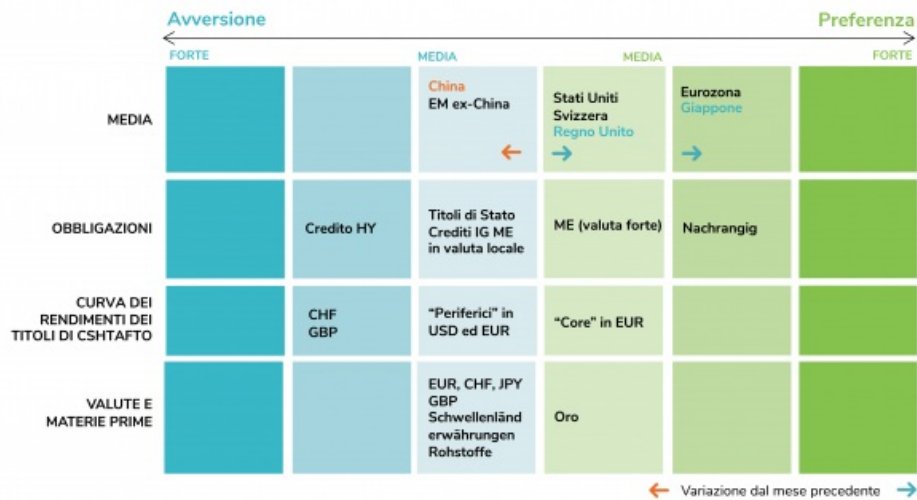 Avversione
Preferenza
FORTE
MEDIA
MEDIA
FORTE
MEDIA
China
EM ex-China
Stati Uniti
Svizzera
Regno Unito
Eurozona
Giappone
OBBLIGAZIONI
Credito HY
Titoli di Stato
Crediti IG ME
in valuta locale
ME (valuta forte)
Nachrangig
CURVA DEI
RENDIMENTI DEI
TITOLI DI CSHTAFTO
CHF
GBP
“Periferici” in
USD ed EUR
“Core” in EUR
VALUTE E
MATERIE PRIME
EUR, CHF, JPY
GBP
Schwellenländ
erwährungen
Rohstoffe
Oro
Variazione dal mese precedente